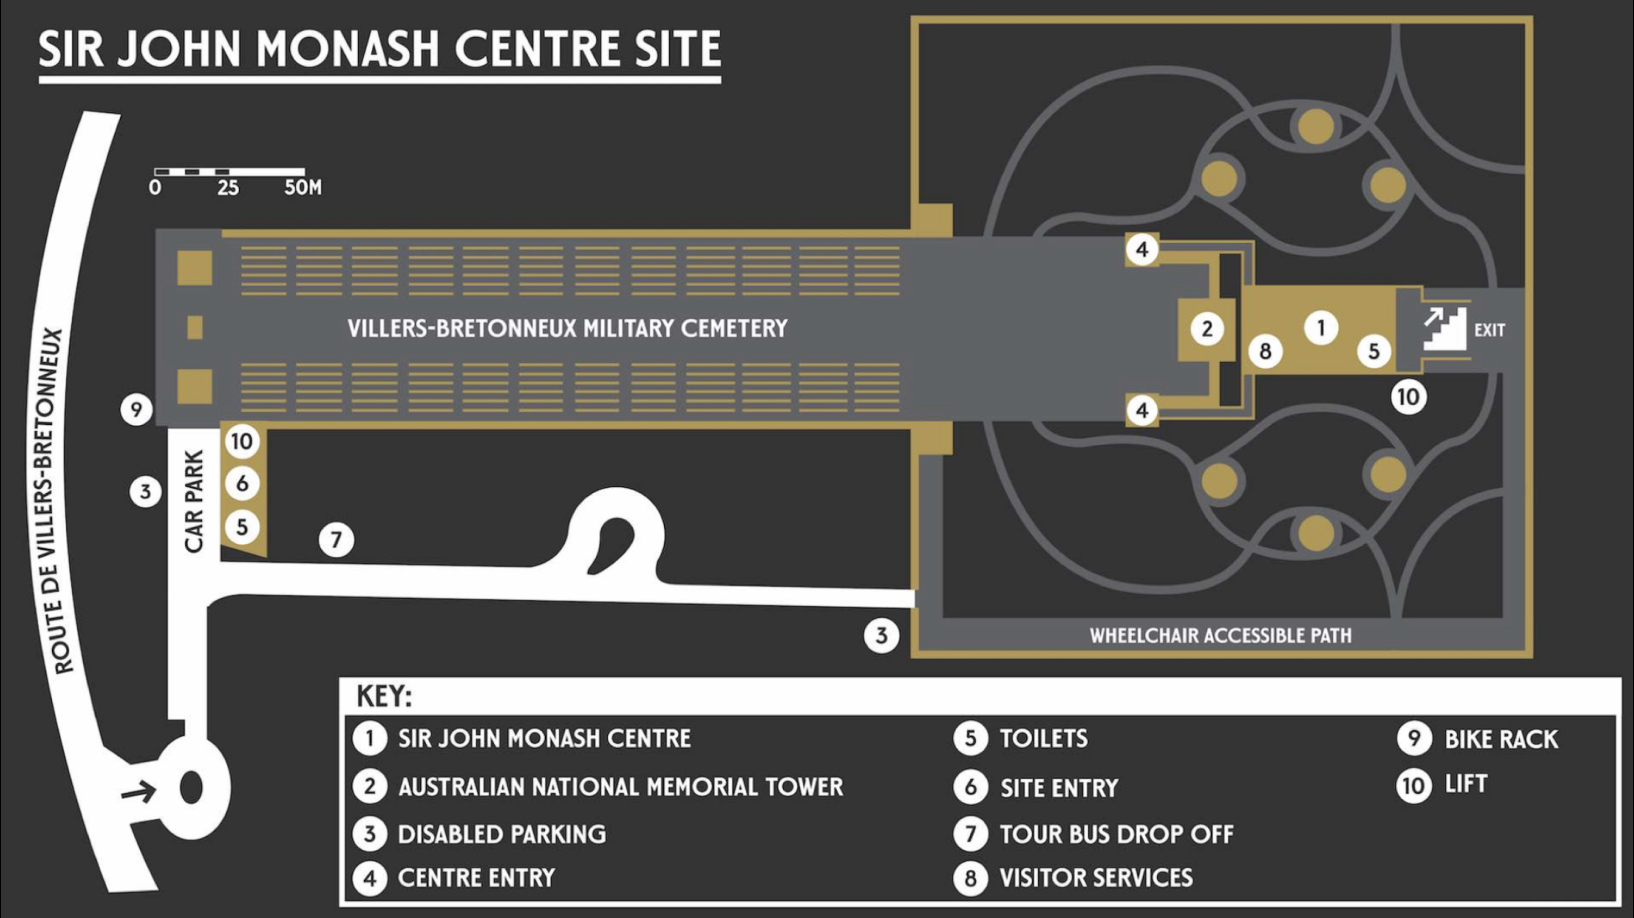 SIR JOHN MONASH CENTRE SITE
0 25 50M
ROUTE DE VILLERS-BRETONNEUX
VILLERS-BRETONNEUX MILITARY CEMETERY
4
2
8
1
5
EXIT
4
10
9
3
CAR PARK
10
6
5
7
3
WHEELCHAIR ACCESSIBLE PATH
KEY:
1 SIR JOHN MONASH CENTRE
2 AUSTRALIAN NATIONAL MEMORIAL TOWER
3 DISABLED PARKING
4 CENTRE ENTRY
5 TOILETS
6 SITE ENTRY
7 TOUR BUS DROP OFF
8 VISITOR SERVICES
9 BIKE RACK
10 LIFT